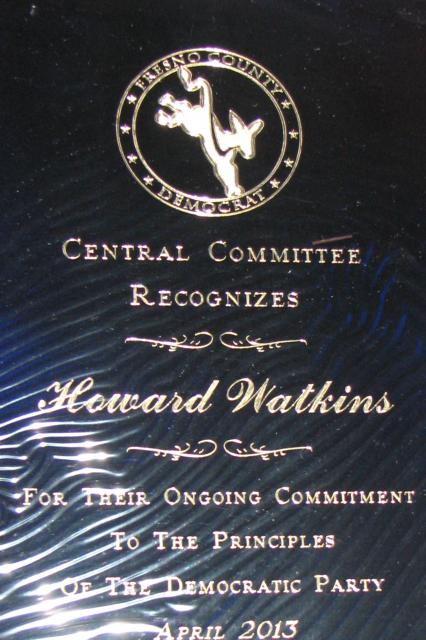 FRESNO COUNTY
DEMOCRAT
CENTRAL COMMITTEE
RECOGNIZES
Howard Watkins
FOR THEIR ONGOING COMMITMENT
TO THE PRINCIPLES
OF THE DEMOCRATIC PARTY
APRIL 2013